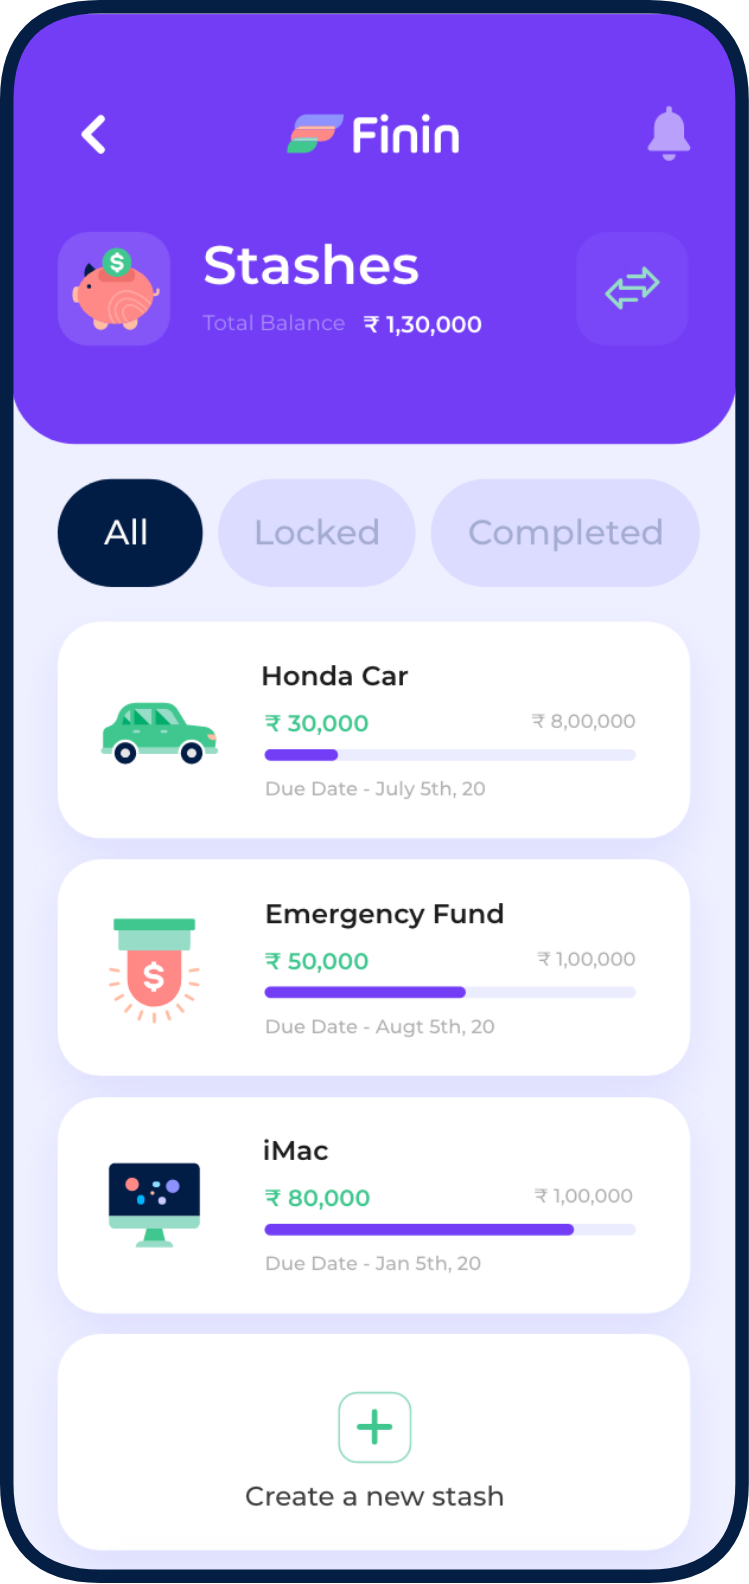 Finin
$
Stashes
Total Balance ₹ 1,30,000
All Locked Completed
Honda Car
₹ 30,000 ₹ 8,00,000
Due Date - July 5th, 20
Emergency Fund
$
₹ 50,000 ₹ 1,00,000
Due Date - Augt 5th, 20
iMac
₹ 80,000 ₹ 1,00,000
Due Date - Jan 5th, 20
Create a new stash